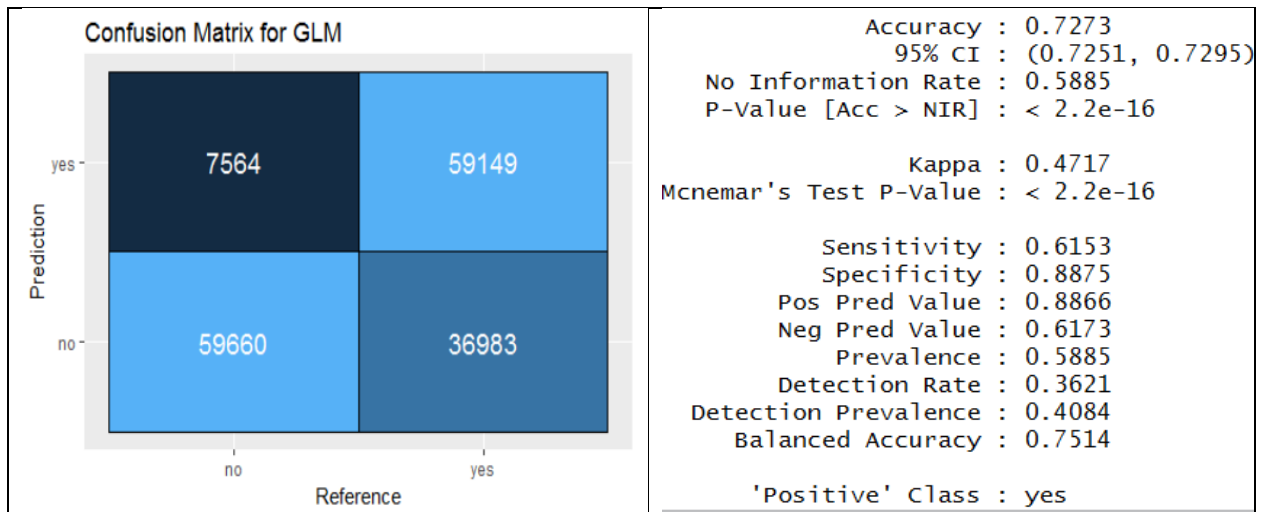 Confusion Matrix for GLM
Prediction
yes
7564
59149
no
59660
36983
no
yes
Reference
Accuracy : 0.7273
95% CI : (0.7251, 0.7295)
No Information Rate : 0.5885
P-Value [Acc > NIR] : < 2.2e-16
Kappa : 0.4717
Mcnemar's Test P-Value : < 2.2e-16
Sensitivity : 0.6153
Specificity : 0.8875
Pos Pred Value : 0.8866
Neg Pred Value : 0.6173
Prevalence : 0.5885
Detection Rate : 0.3621
Detection Prevalence : 0.4084
Balanced Accuracy : 0.7514
'Positive' Class : yes